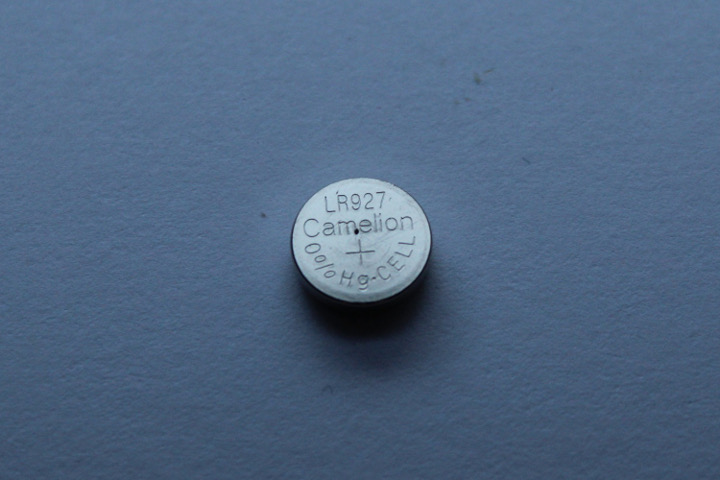 LR927
Camelion
+
0% Hg-CELL